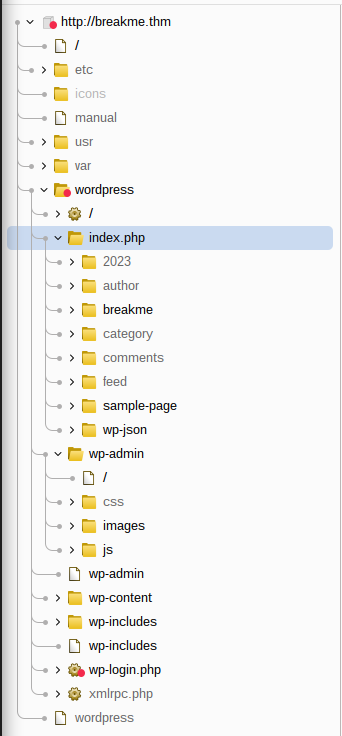 http://breakme.thm
/
etc
icons
manual
usr
var
wordpress
/
index.php
2023
author
breakme
category
comments
feed
sample-page
wp-json
wp-admin
/
css
images
js
wp-admin
wp-content
wp-includes
wp-includes
wp-login.php
xmlrpc.php
wordpress